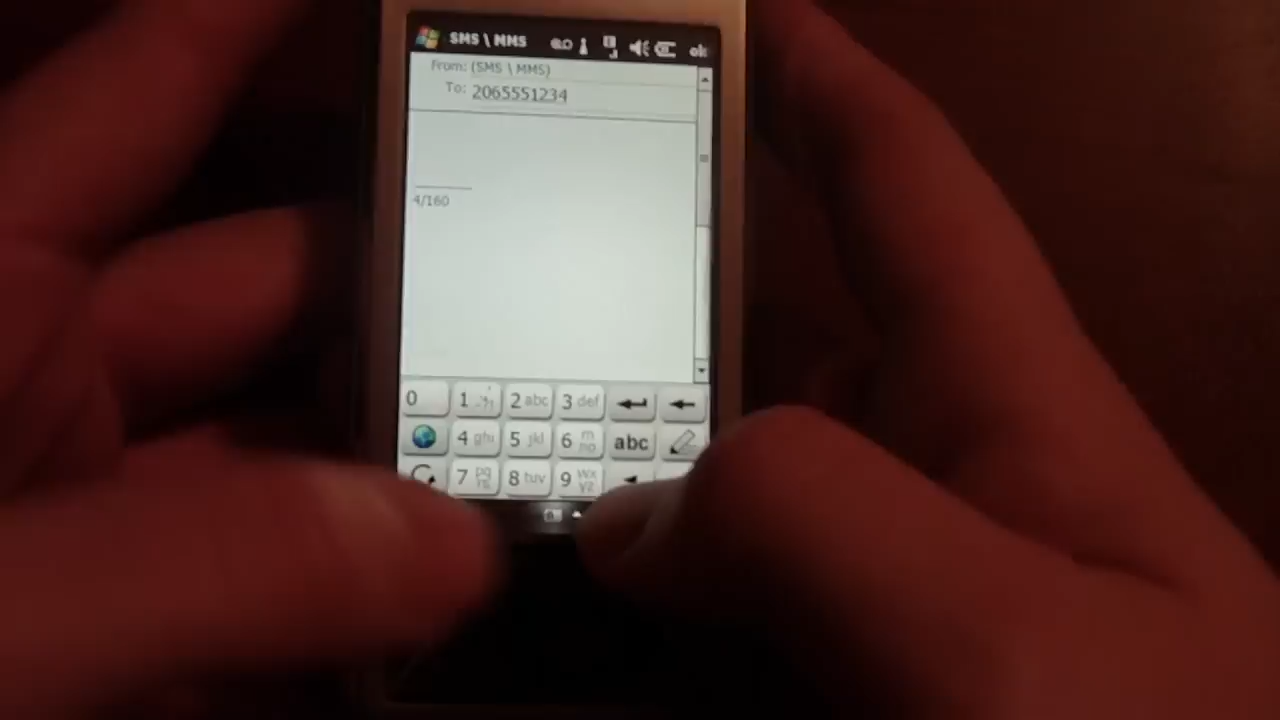 SMS \ MMS ok
From: (SMS \ MMS)
To: 2065551234
4/160
0 1 2 abc 3 def
4 ghi 5 jkl 6 mno abc
7 pqrs 8 tuv 9 wxyz